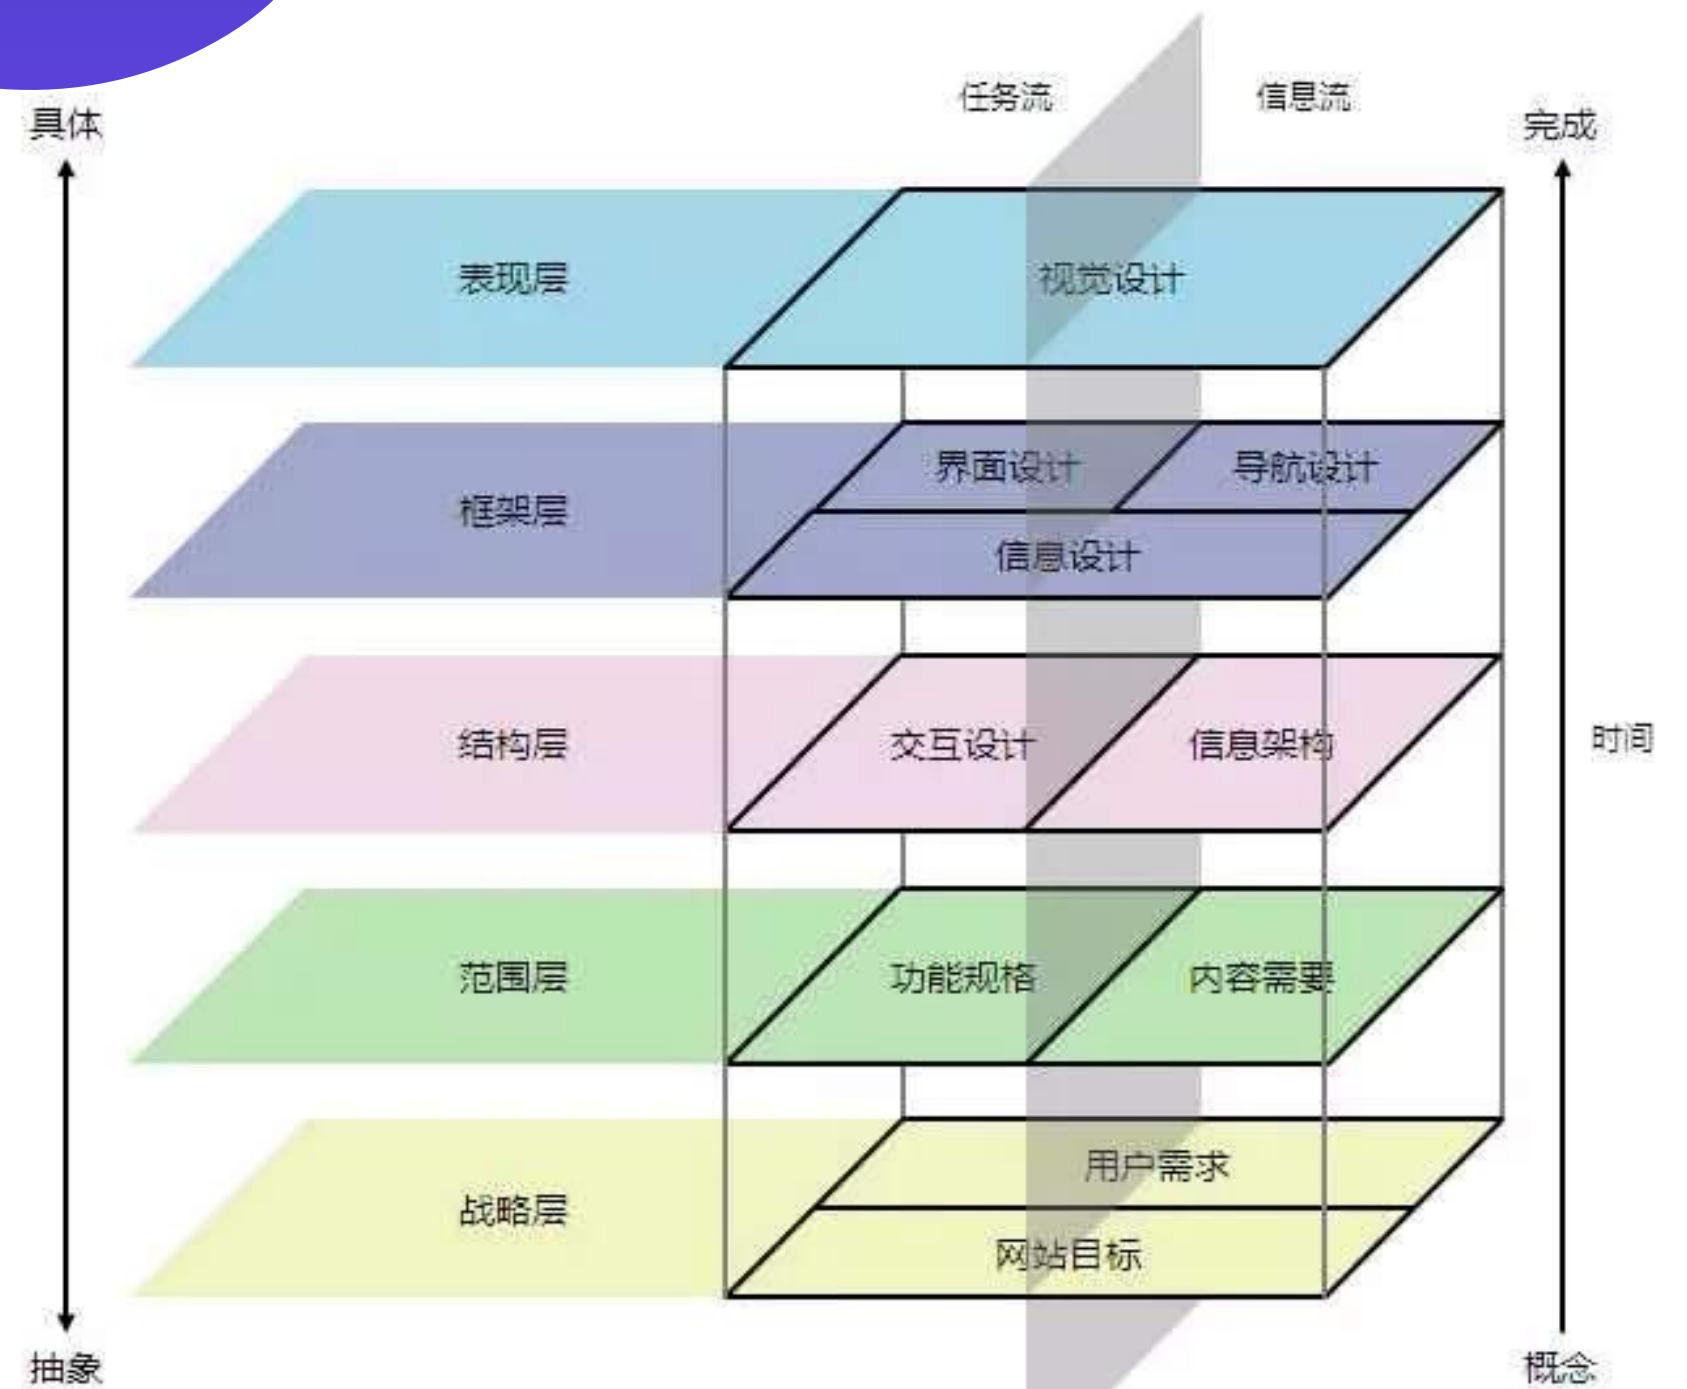 任务流
信息流
具体
完成
表现层
视觉设计
界面设计
导航设计
框架层
信息设计
结构层
交互设计
信息架构
时间
范围层
功能规格
内容需要
用户需求
战略层
网站目标
抽象
概念